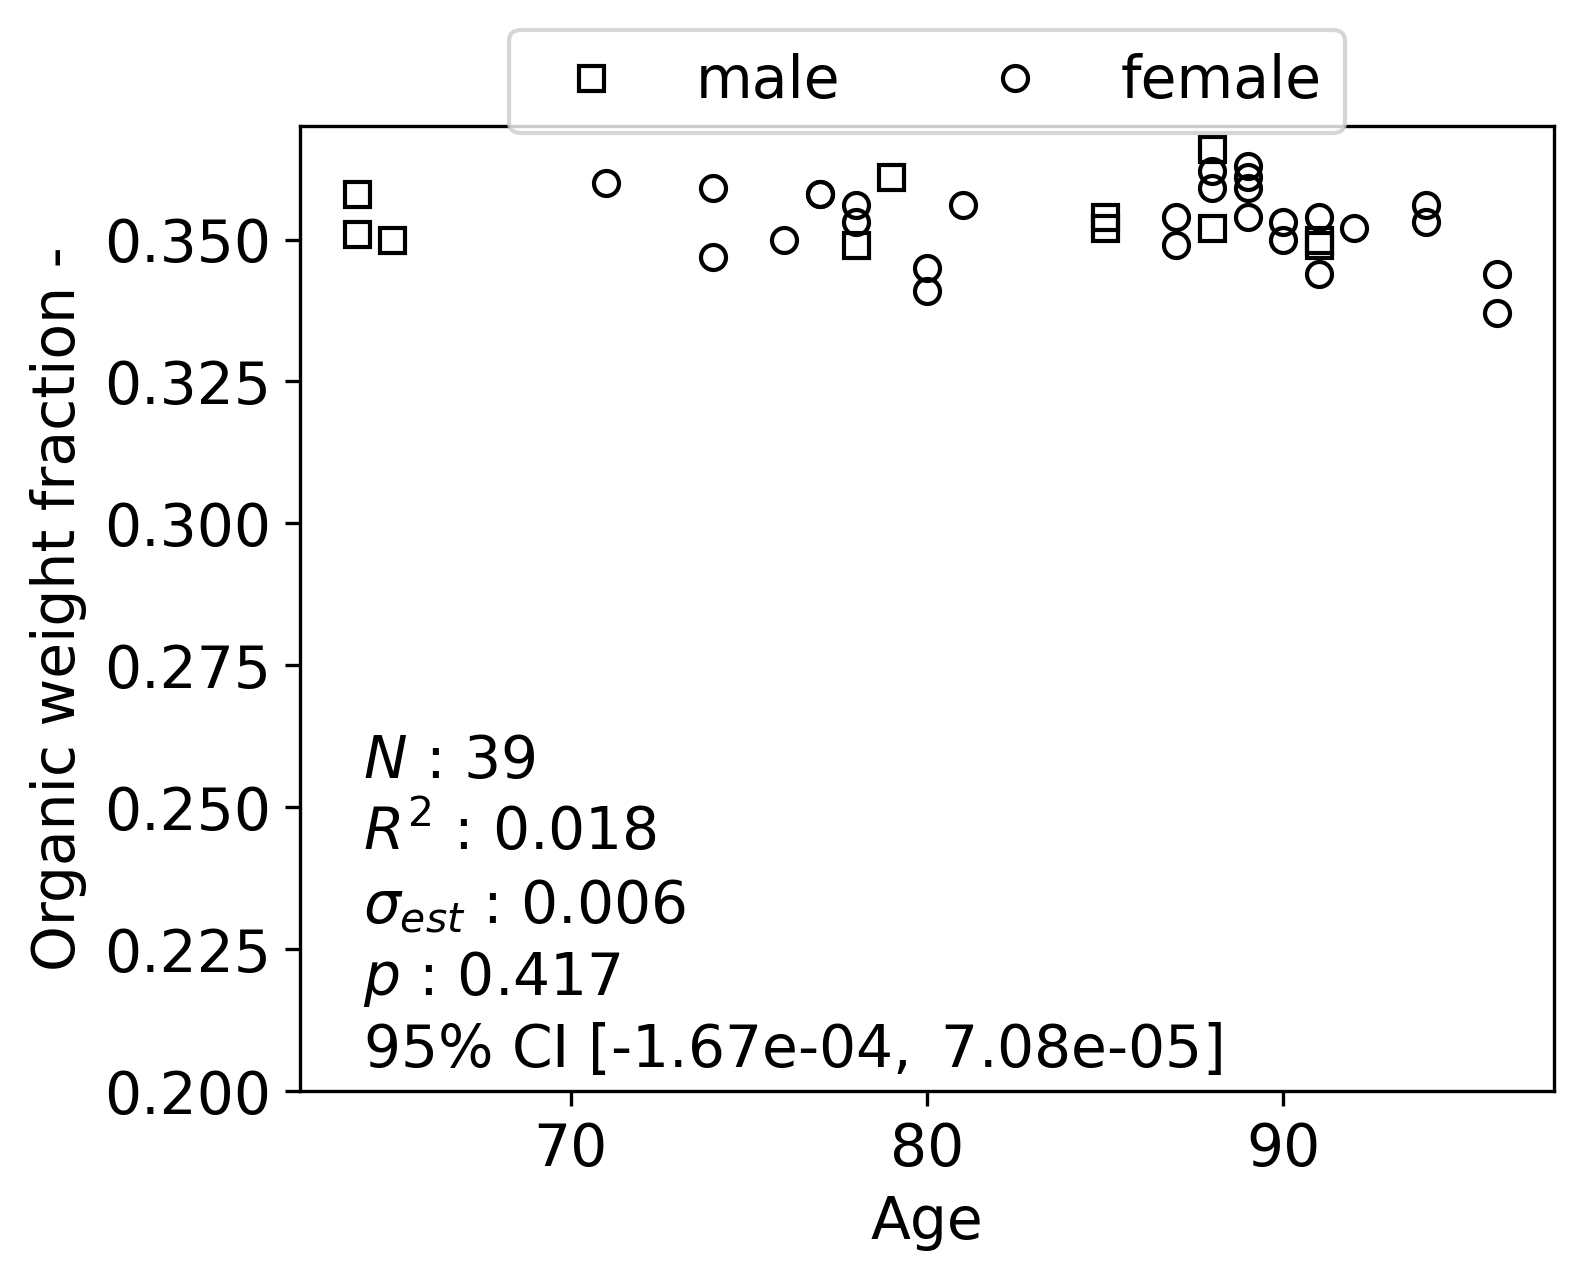 male female
Organic weight fraction -
0.350
0.325
0.300
0.275
0.250
0.225
0.200
N : 39
R² : 0.018
σest : 0.006
p : 0.417
95% CI [-1.67e-04, 7.08e-05]
70 80 90
Age